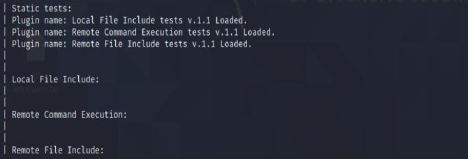 | Static tests:
| Plugin name: Local File Include tests v.1.1 Loaded.
| Plugin name: Remote Command Execution tests v.1.1 Loaded.
| Plugin name: Remote File Include tests v.1.1 Loaded.
|
|
| Local File Include:
|
|
| Remote Command Execution:
|
|
| Remote File Include: